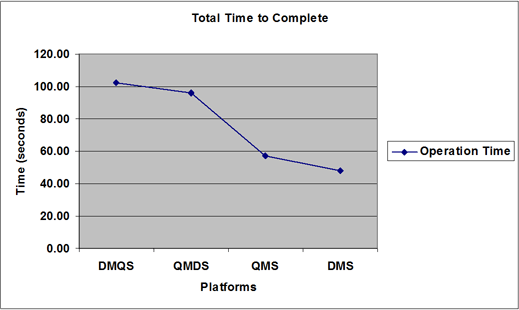 Total Time to Complete
120.00
100.00
80.00
60.00
40.00
20.00
0.00
Time (seconds)
DMQS QMDS QMS DMS
Platforms
Operation Time